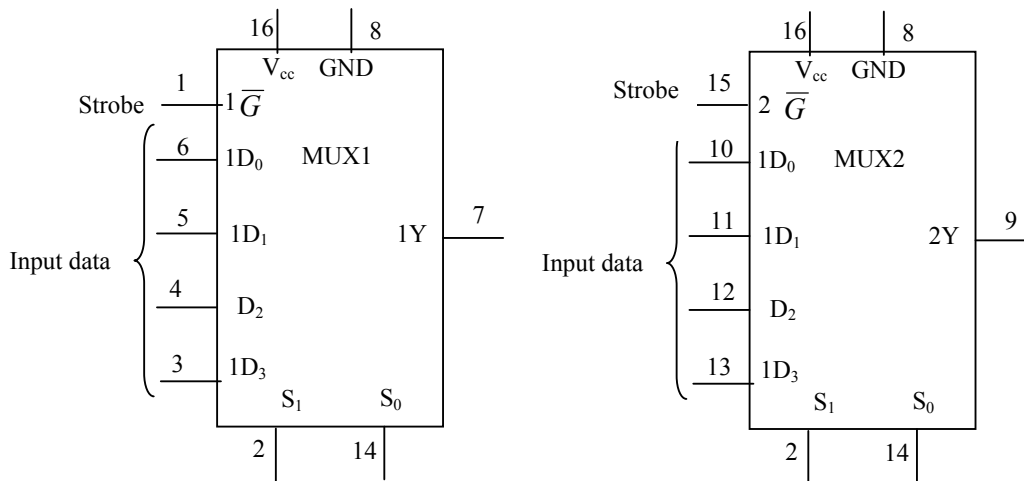 16
8
V_cc
GND
1
Strobe
1 G̅
6
1D₀
MUX1
5
1D₁
1Y
7
Input data
4
D₂
3
1D₃
S₁
S₀
2
14
16
8
V_cc
GND
15
Strobe
2 G̅
10
1D₀
MUX2
11
1D₁
2Y
9
Input data
12
D₂
13
1D₃
S₁
S₀
2
14